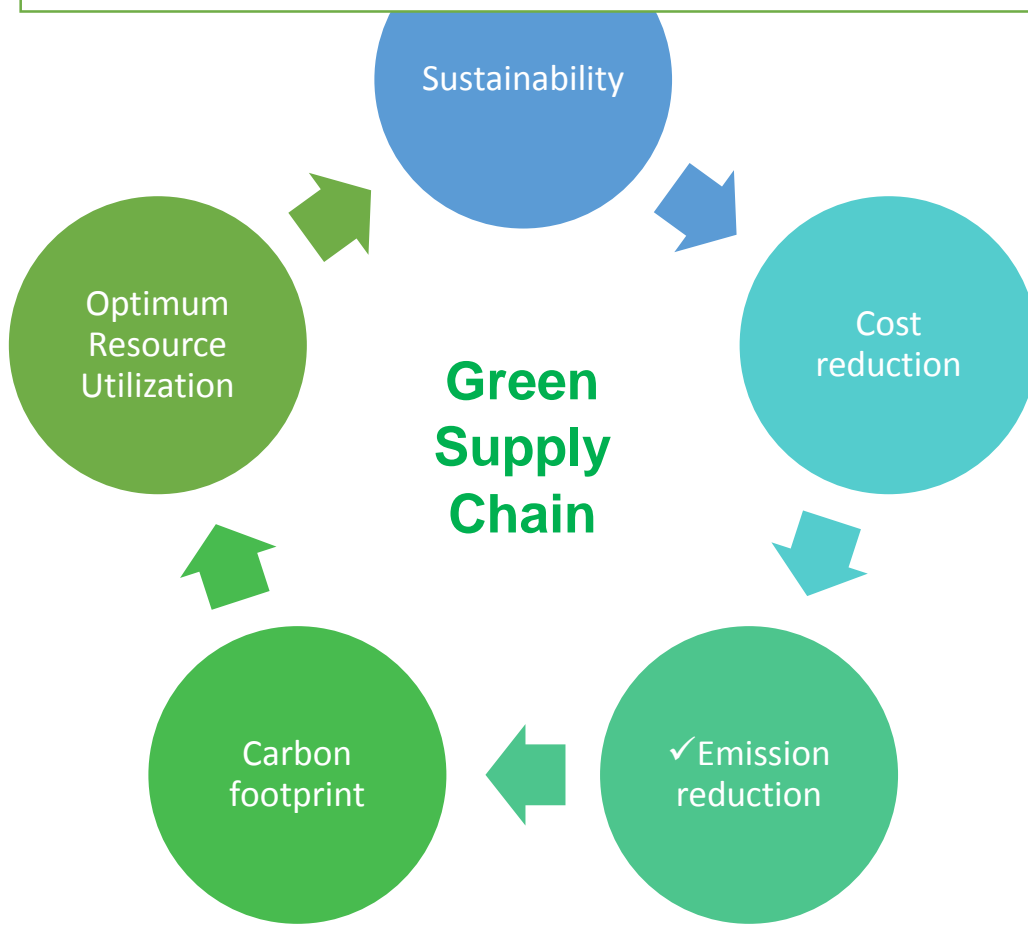 Sustainability
Cost
reduction
✓Emission
reduction
Carbon
footprint
Optimum
Resource
Utilization
Green
Supply
Chain